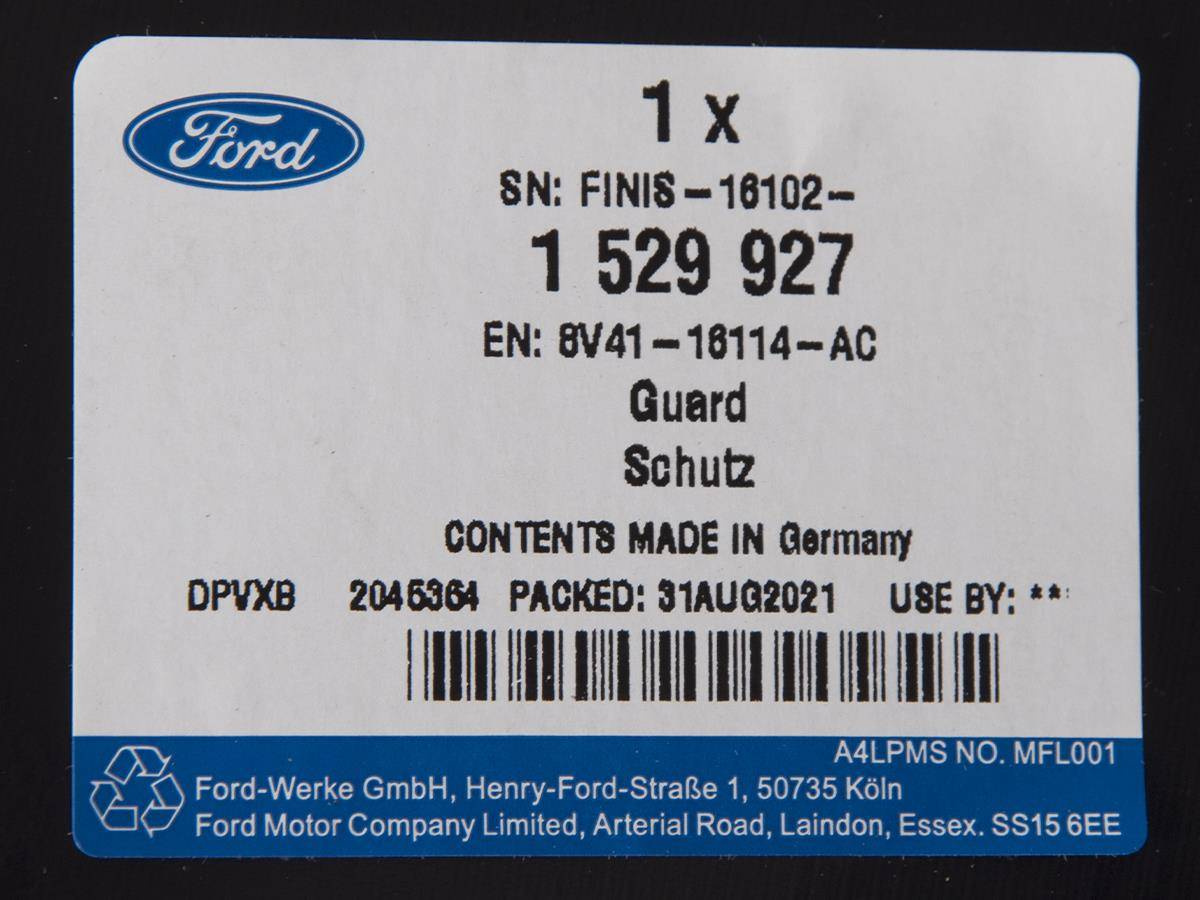 Ford
1 x
SN: FINIS-16102-
1 529 927
EN: 8V41-16114-AC
Guard
Schutz
CONTENTS MADE IN Germany
DPVXB 2045364 PACKED: 31AUG2021 USE BY: **
A4LPMS NO. MFL001
Ford-Werke GmbH, Henry-Ford-Straße 1, 50735 Köln
Ford Motor Company Limited, Arterial Road, Laindon, Essex. SS15 6EE